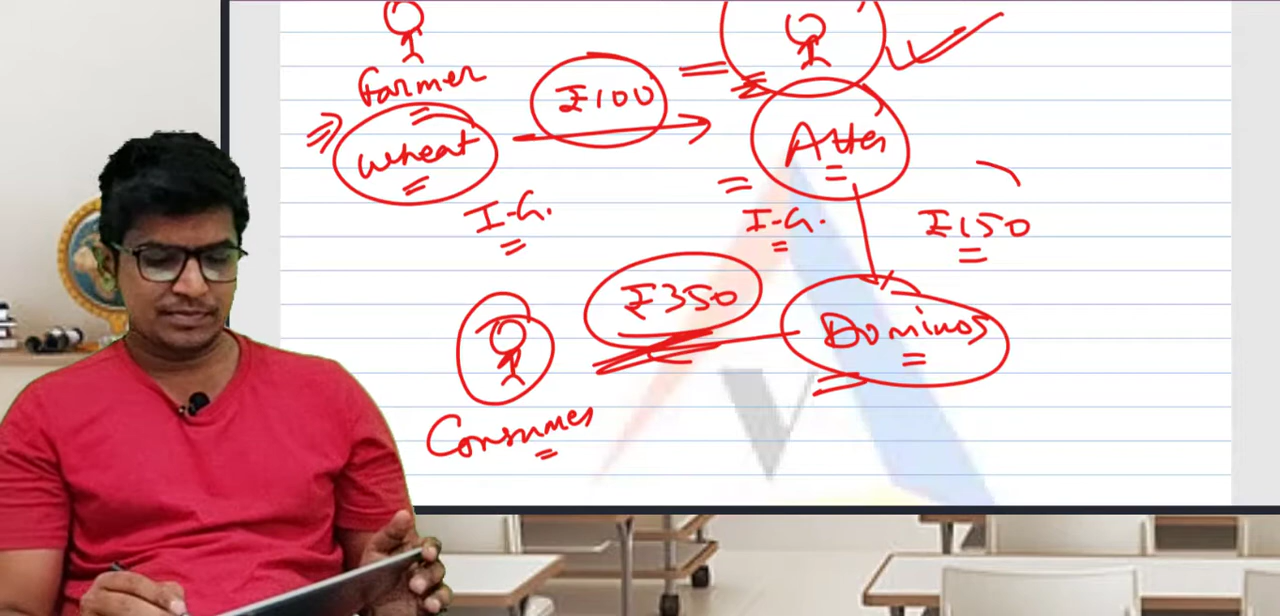 Farmer
₹100
Wheat
Atta
I.G.
I.G.
₹150
₹350
Dominos
Consumer